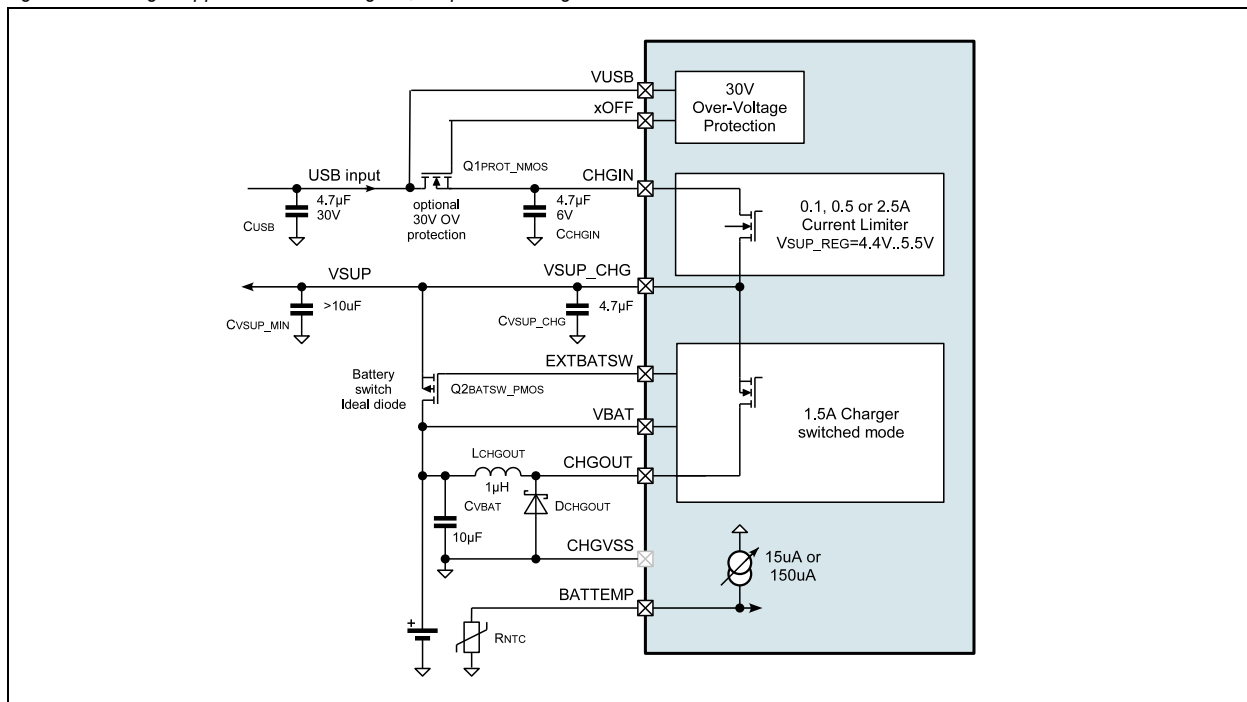 VUSB
xOFF
30V
Over-Voltage
Protection
Q1PROT_NMOS
USB input
CHGIN
4.7µF
30V
CUSB
optional
30V OV
protection
4.7µF
6V
CCHGIN
0.1, 0.5 or 2.5A
Current Limiter
VSUP_REG=4.4V..5.5V
VSUP
VSUP_CHG
>10uF
CVSUP_MIN
4.7µF
CVSUP_CHG
EXTBATSW
Battery
switch
Ideal diode
Q2BATSW_PMOS
VBAT
1.5A Charger
switched mode
LCHGOUT
CHGOUT
1µH
CVBAT
DCHGOUT
10µF
CHGVSS
15uA or
150uA
BATTEMP
+
RNTC